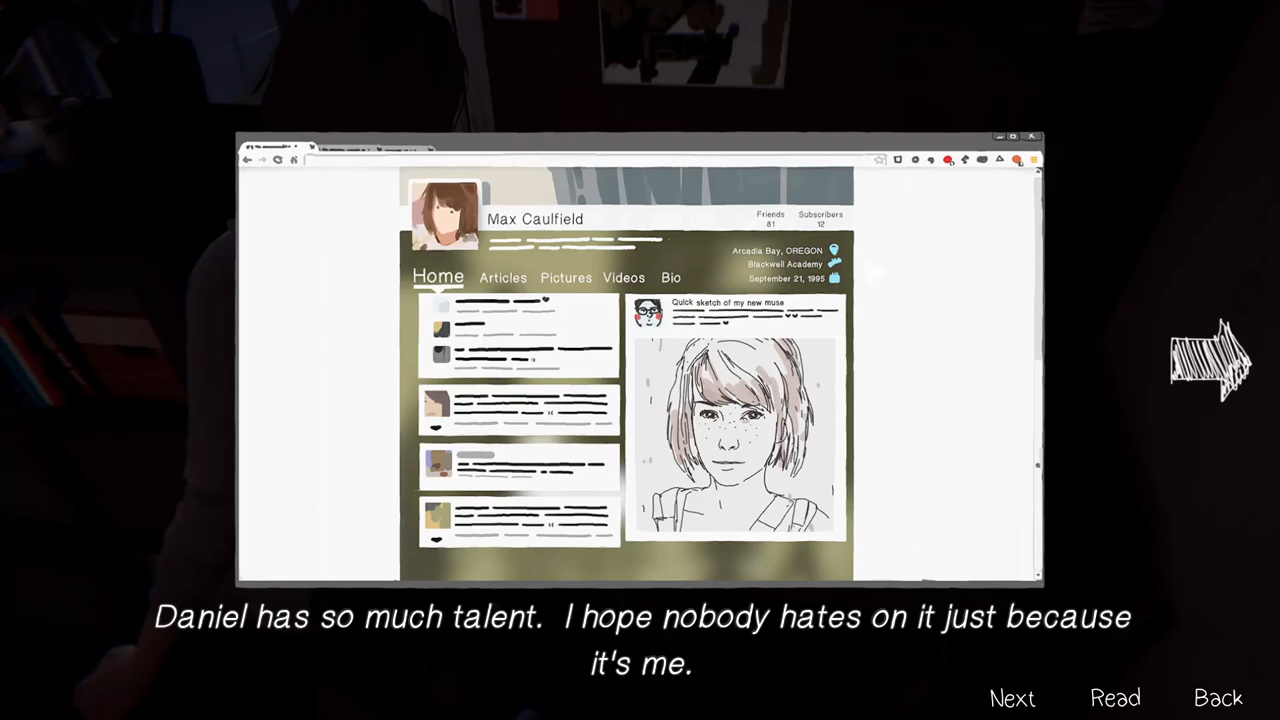 Max Caulfield
Friends
81
Subscribers
12
Arcadia Bay, OREGON
Blackwell Academy
September 21, 1995
Home Articles Pictures Videos Bio
Quick sketch of my new muse
Daniel has so much talent. I hope nobody hates on it just because
it's me.
Next Read Back